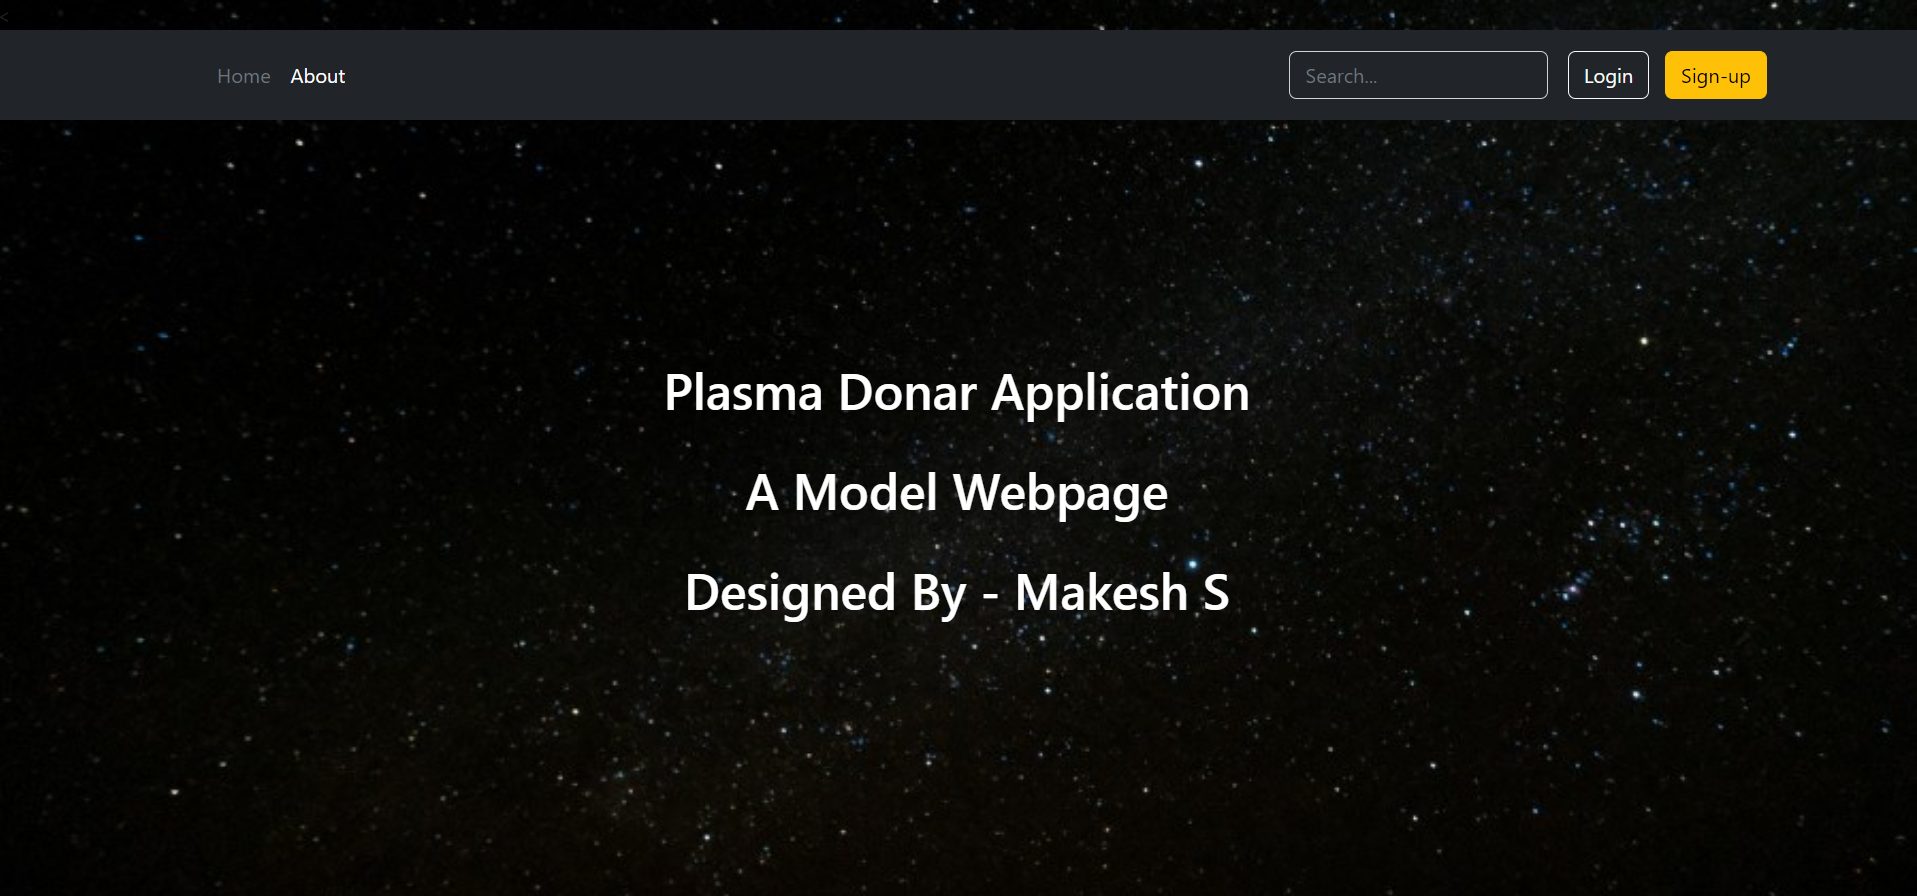 <
Home About Search... Login Sign-up
Plasma Donar Application
A Model Webpage
Designed By - Makesh S